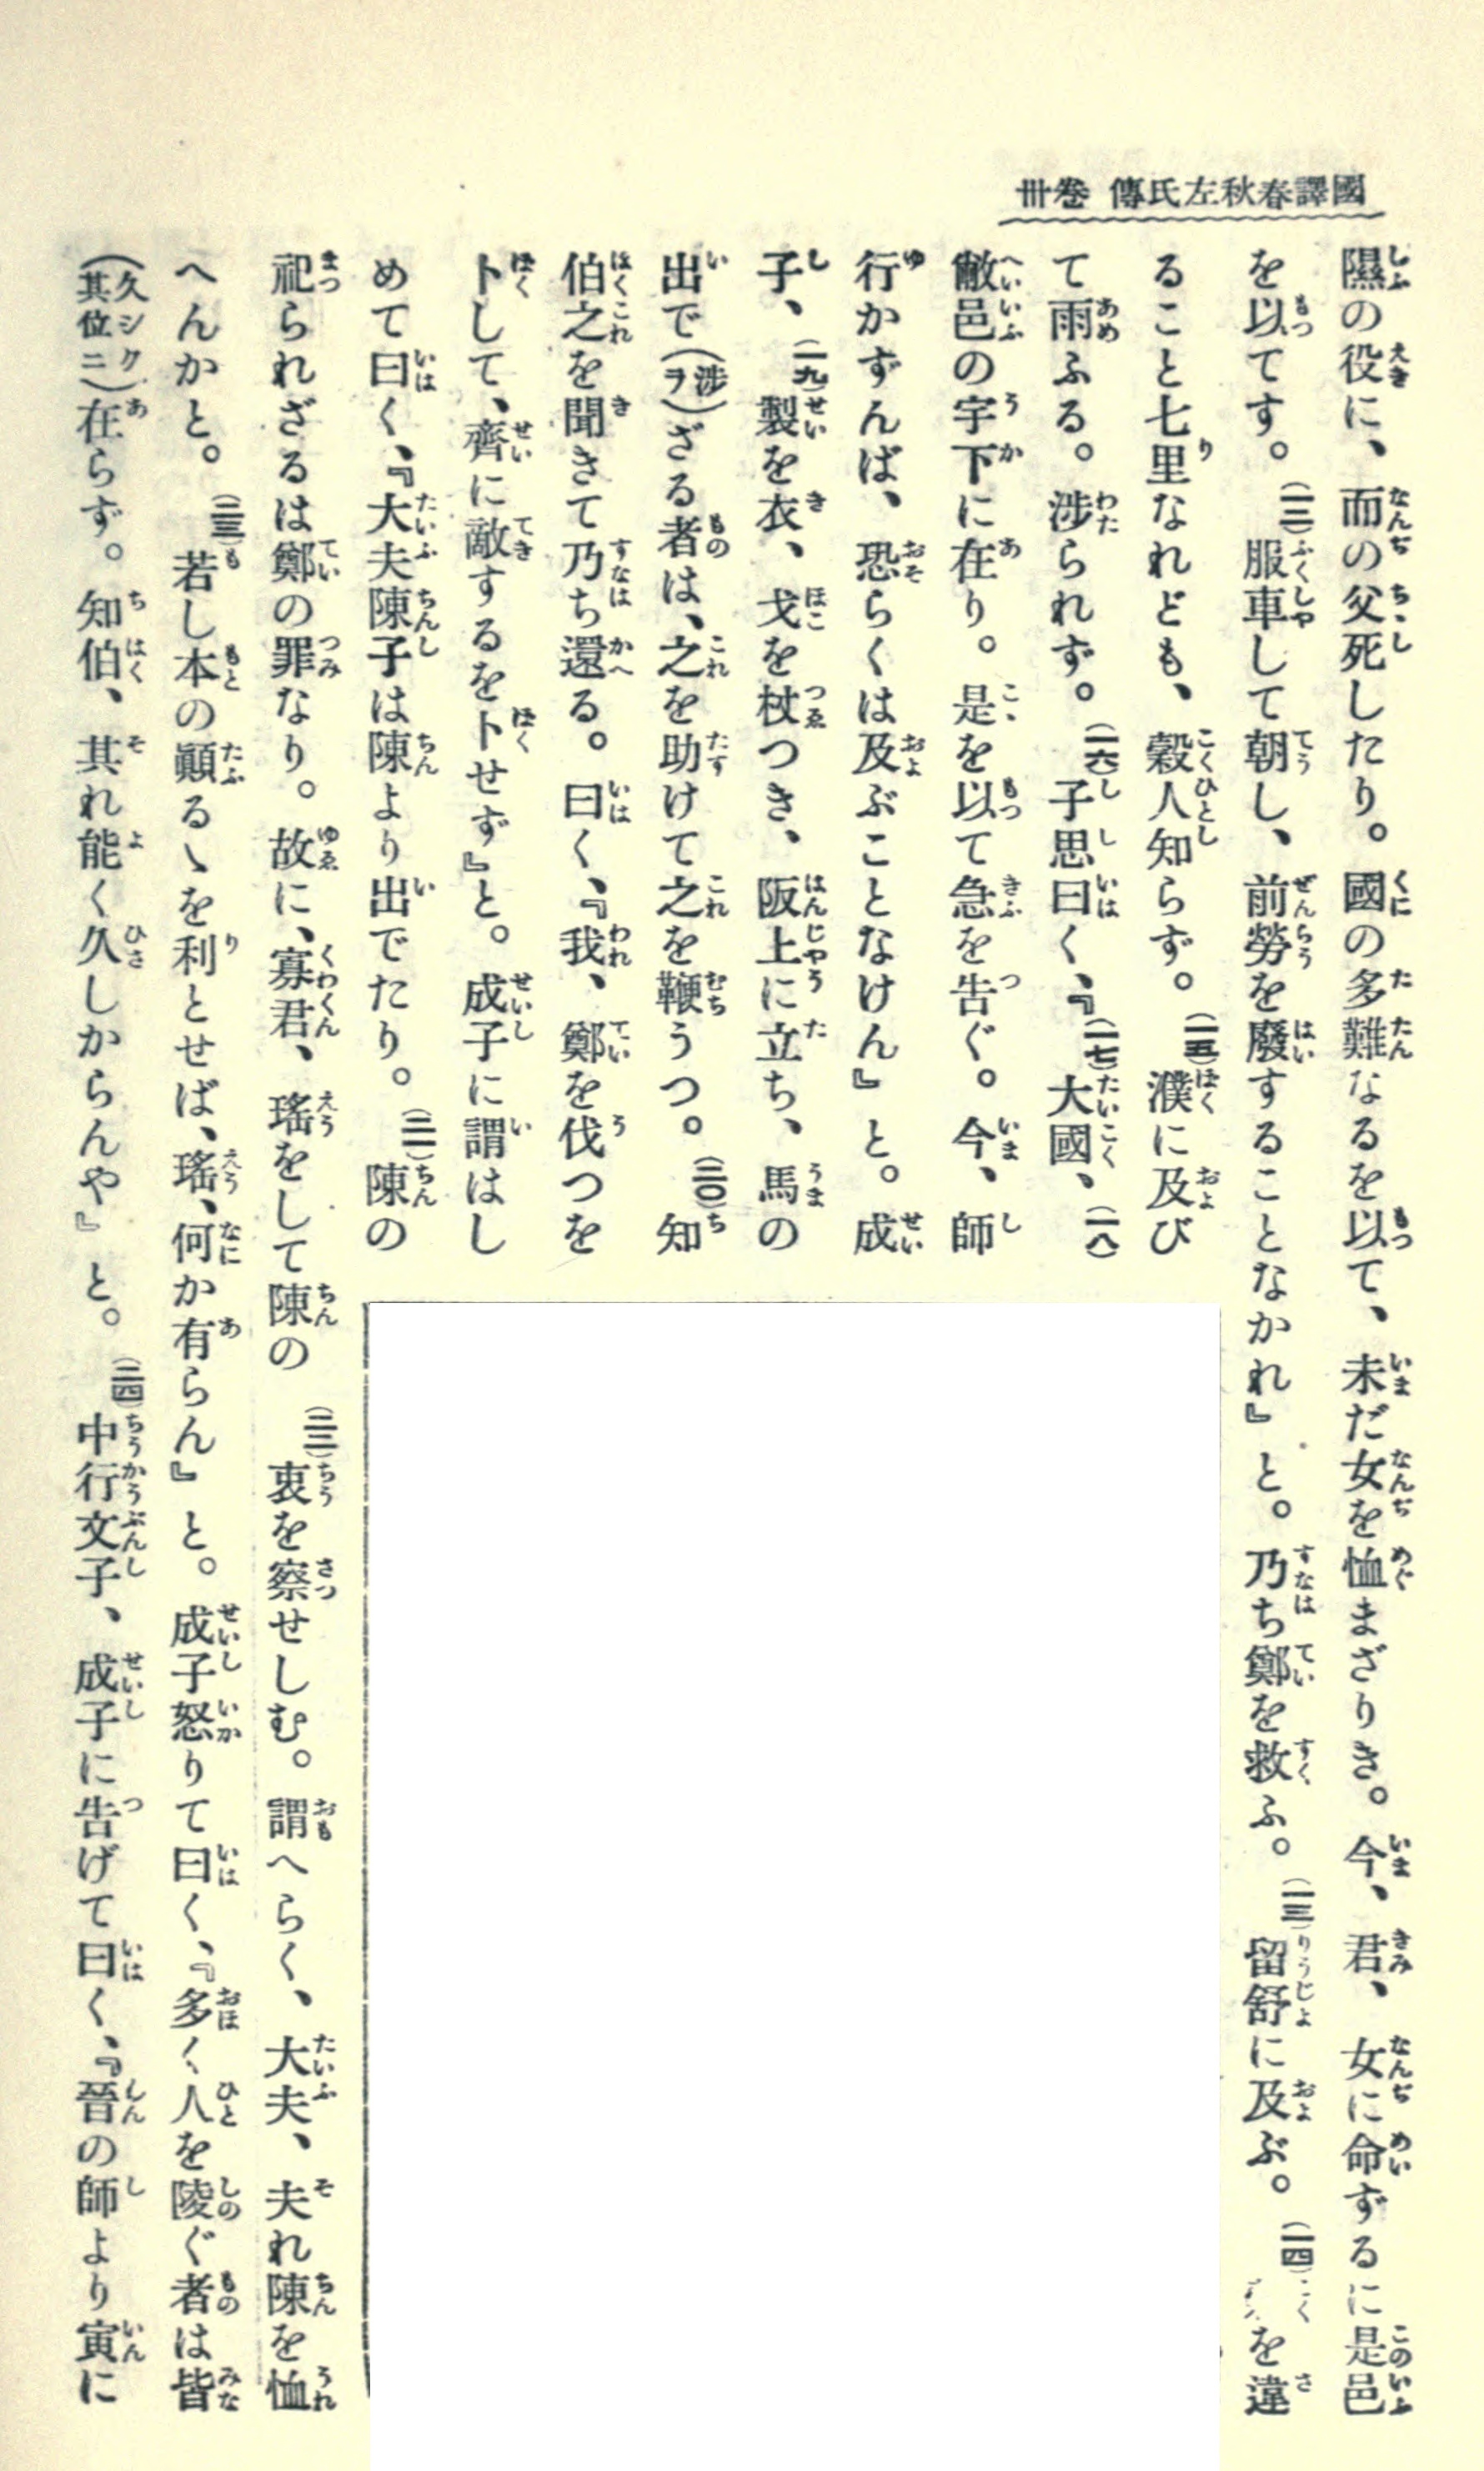 國譯春秋左氏傳 卷卅
隰の役に、而の父死したり。國の多難なるを以て、未だ女を恤まざりき。今、君、女に命ずるに是邑
を以てす。(一二)服車して朝し、前勞を廢することなかれ』と。乃ち鄭を救ふ。(一三)留舒に及ぶ。(一四)を違
ること七里なれども、穀人知らず。(一五)濮に及び
て雨ふる。涉られず。(一六)子思曰く、『(一七)大國、(一八)
敝邑の宇下に在り。是を以て急を告ぐ。今、師
行かずんば、恐らくは及ぶことなけん』と。成
子、(一九)製を衣、戈を杖つき、阪上に立ち、馬の
出で(涉ヲ)ざる者は、之を助けて之を鞭うつ。(二〇)知
伯之を聞きて乃ち還る。曰く、『我、鄭を伐つを
卜して、齊に敵するを卜せず』と。成子に謂はし
めて曰く、『大夫陳子は陳より出でたり。(二一)陳の
祀られざるは鄭の罪なり。故に、寡君、瑤をして陳の(二二)衷を察せしむ。謂へらく、大夫、夫れ陳を恤
へんかと。(二三)若し本の顚るゝを利とせば、瑤、何か有らん』と。成子怒りて曰く、『多く人を陵ぐ者は皆
(久シク其位ニ)在らず。知伯、其れ能く久しからんや』と。(二四)中行文子、成子に告げて曰く、『晉の師より寅に